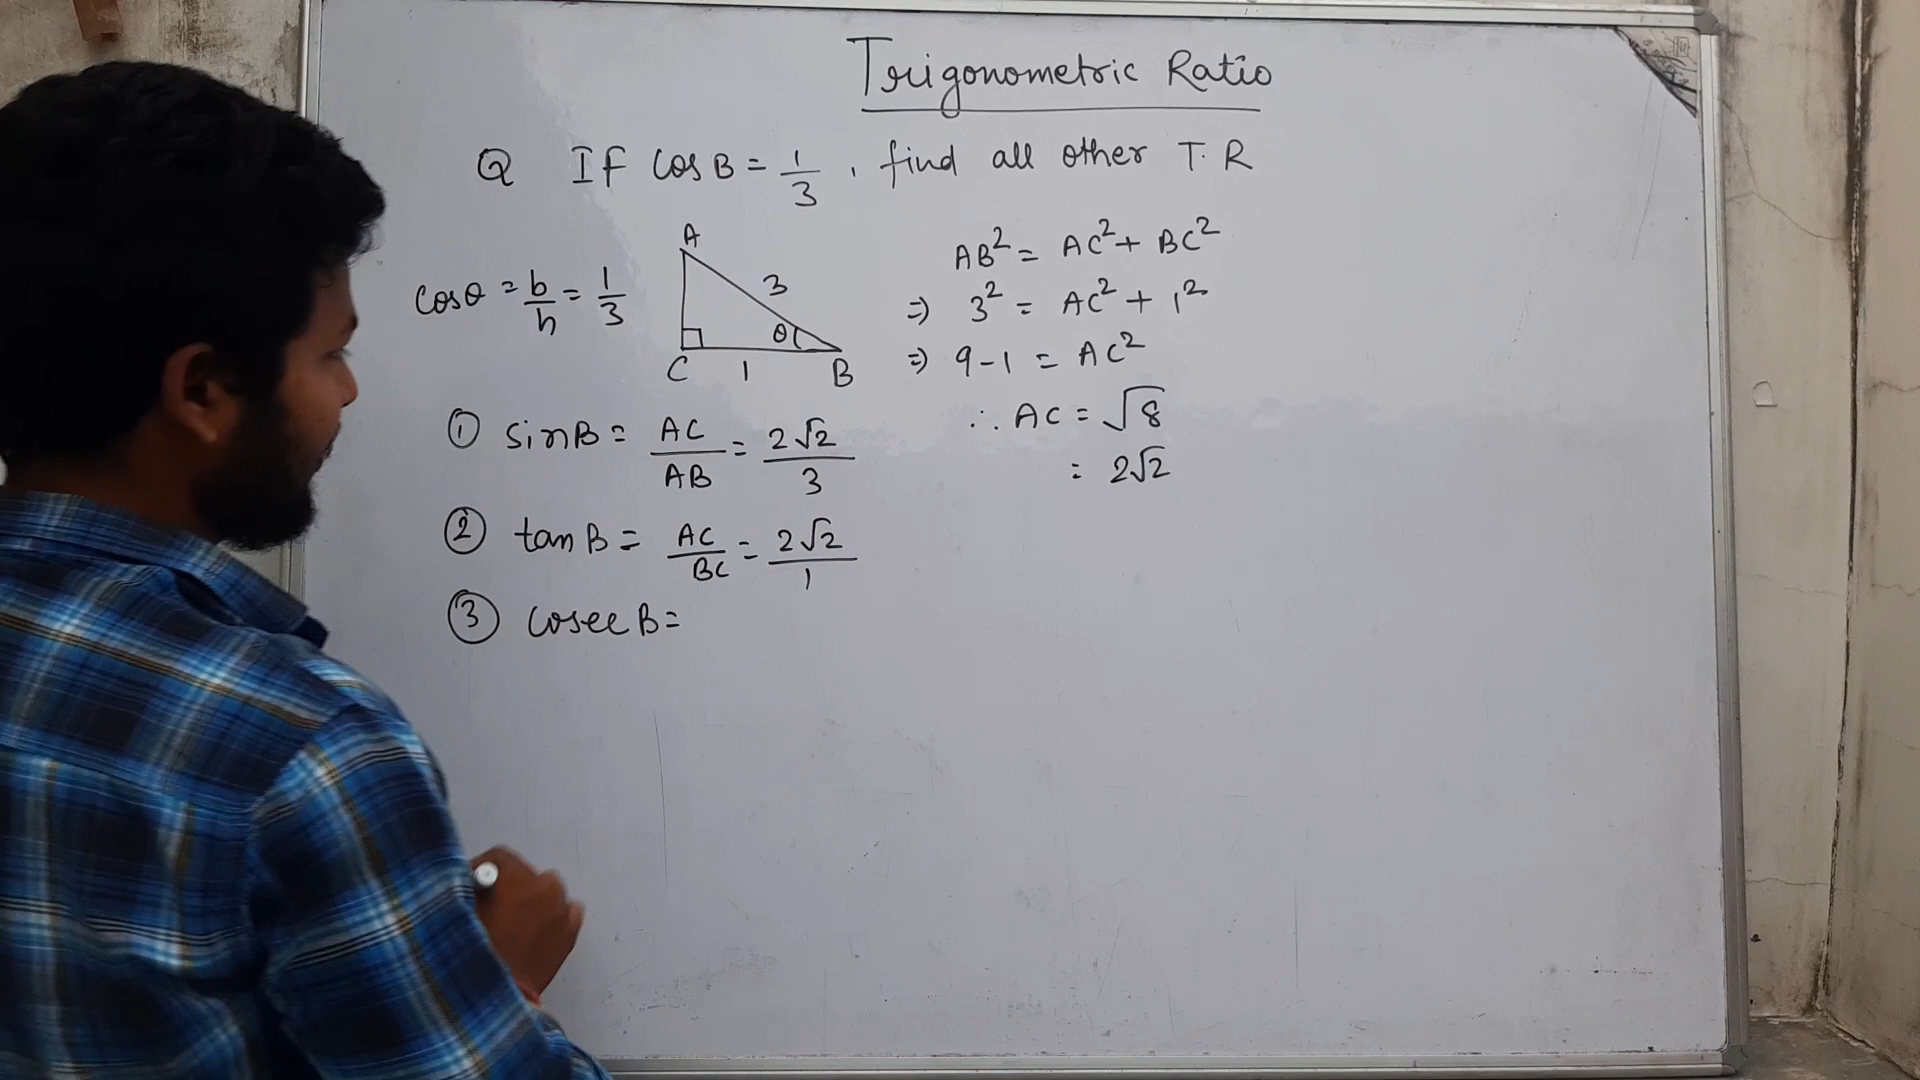 Trigonometric Ratio
Q If cos B = 1/3, find all other T.R
cosθ = b/h = 1/3
A
3
θ
C 1 B
AB² = AC² + BC²
⇒ 3² = AC² + 1²
⇒ 9-1 = AC²
∴ AC = √8
= 2√2
① sinB = AC/AB = 2√2/3
② tan B = AC/BC = 2√2/1
③ cosec B =